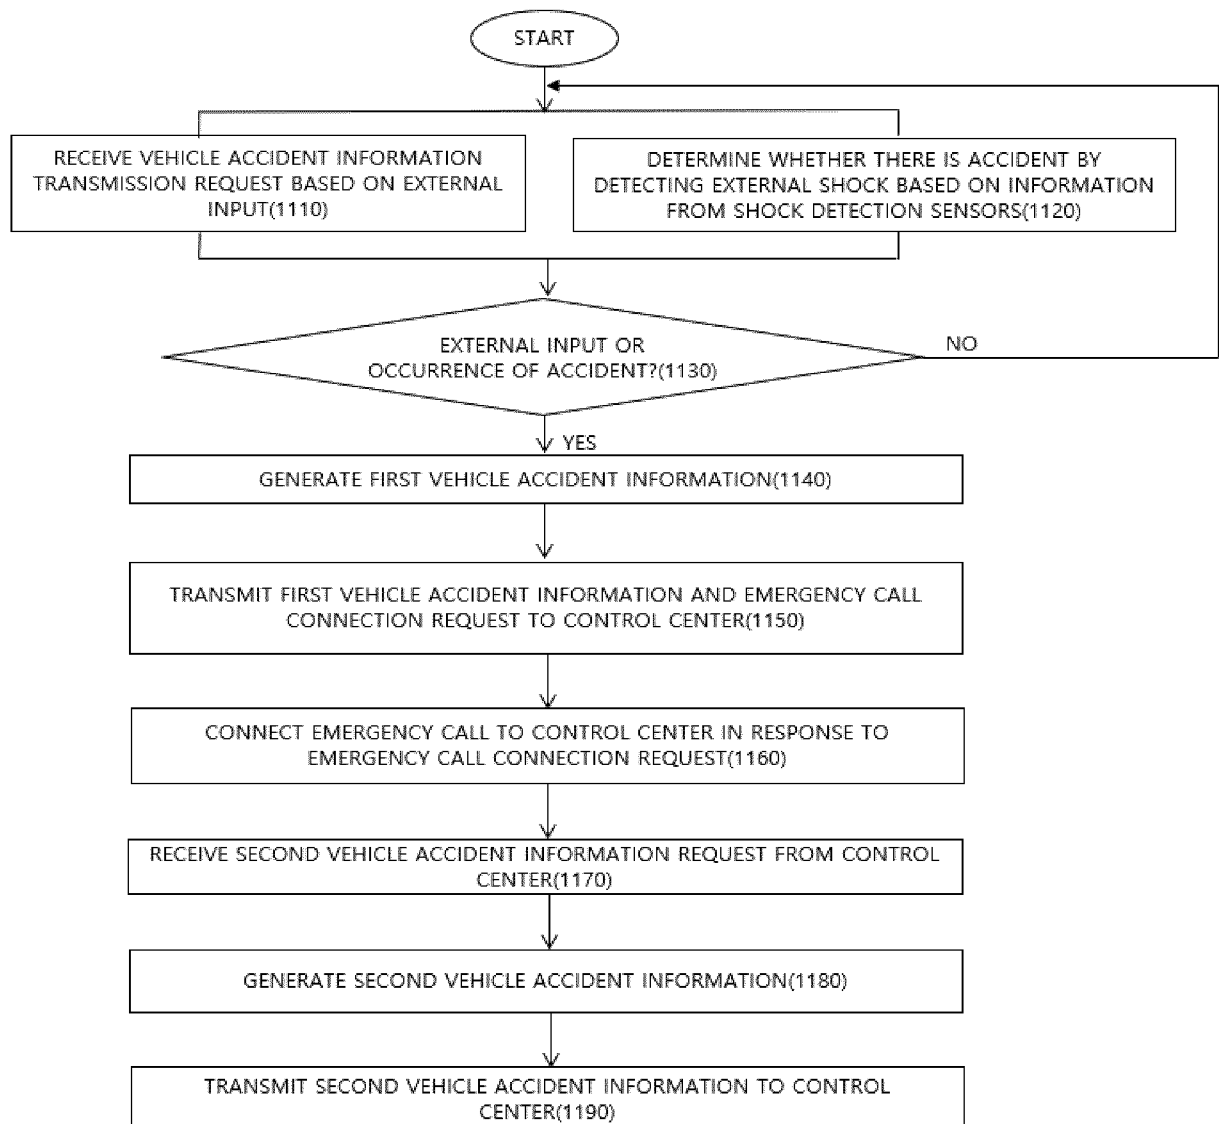 START
RECEIVE VEHICLE ACCIDENT INFORMATION
TRANSMISSION REQUEST BASED ON EXTERNAL
INPUT(1110)
DETERMINE WHETHER THERE IS ACCIDENT BY
DETECTING EXTERNAL SHOCK BASED ON INFORMATION
FROM SHOCK DETECTION SENSORS(1120)
EXTERNAL INPUT OR
OCCURRENCE OF ACCIDENT?(1130)
NO
YES
GENERATE FIRST VEHICLE ACCIDENT INFORMATION(1140)
TRANSMIT FIRST VEHICLE ACCIDENT INFORMATION AND EMERGENCY CALL
CONNECTION REQUEST TO CONTROL CENTER(1150)
CONNECT EMERGENCY CALL TO CONTROL CENTER IN RESPONSE TO
EMERGENCY CALL CONNECTION REQUEST(1160)
RECEIVE SECOND VEHICLE ACCIDENT INFORMATION REQUEST FROM CONTROL
CENTER(1170)
GENERATE SECOND VEHICLE ACCIDENT INFORMATION(1180)
TRANSMIT SECOND VEHICLE ACCIDENT INFORMATION TO CONTROL
CENTER(1190)